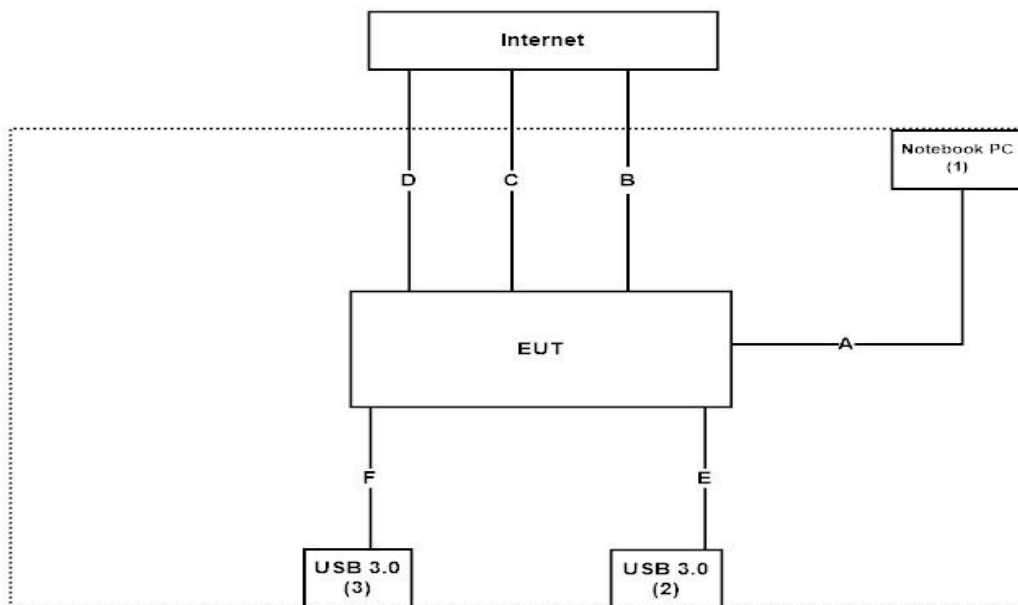 Internet
Notebook PC
(1)
D
C
B
EUT
A
F
E
USB 3.0
(3)
USB 3.0
(2)